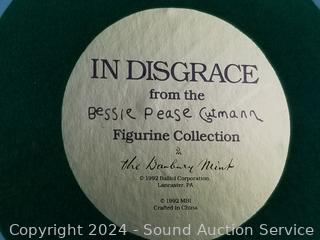 IN DISGRACE
from the
Bessie Pease Gutmann
Figurine Collection
the Danbury Mint
© 1992 Balliol Corporation
Lancaster, PA
© 1992 MBI
Crafted in China
Copyright 2024 - Sound Auction Service